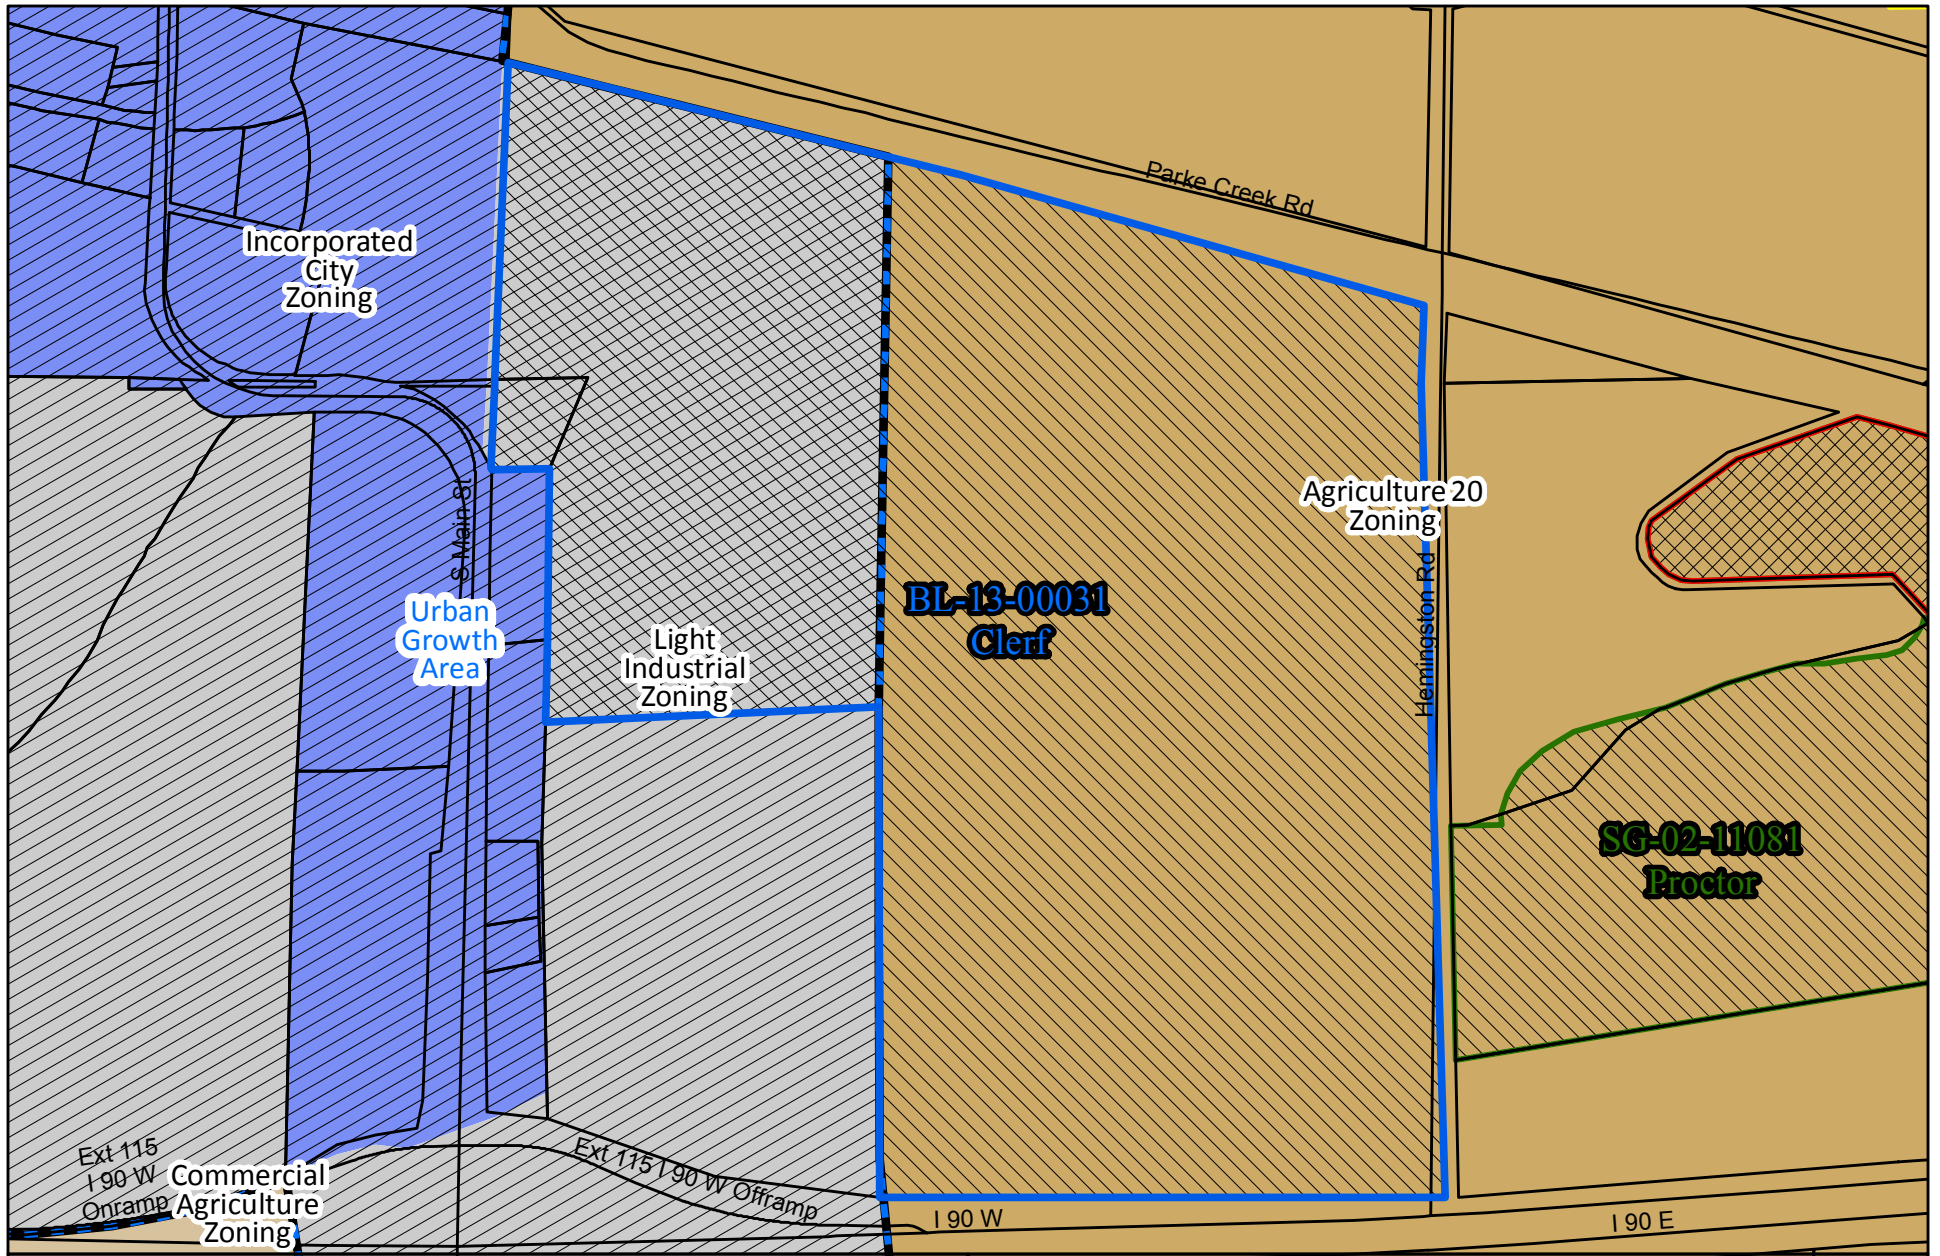 Parke Creek Rd
Incorporated
City
Zoning
S Main St
Agriculture 20
Zoning
Hemingston Rd
BL-13-00031
Clerf
Urban
Growth
Area
Light
Industrial
Zoning
SG-02-11081
Proctor
Ext 115
I 90 W
Onramp
Commercial
Agriculture
Zoning
Ext 115 I 90 W Offramp
I 90 W
I 90 E